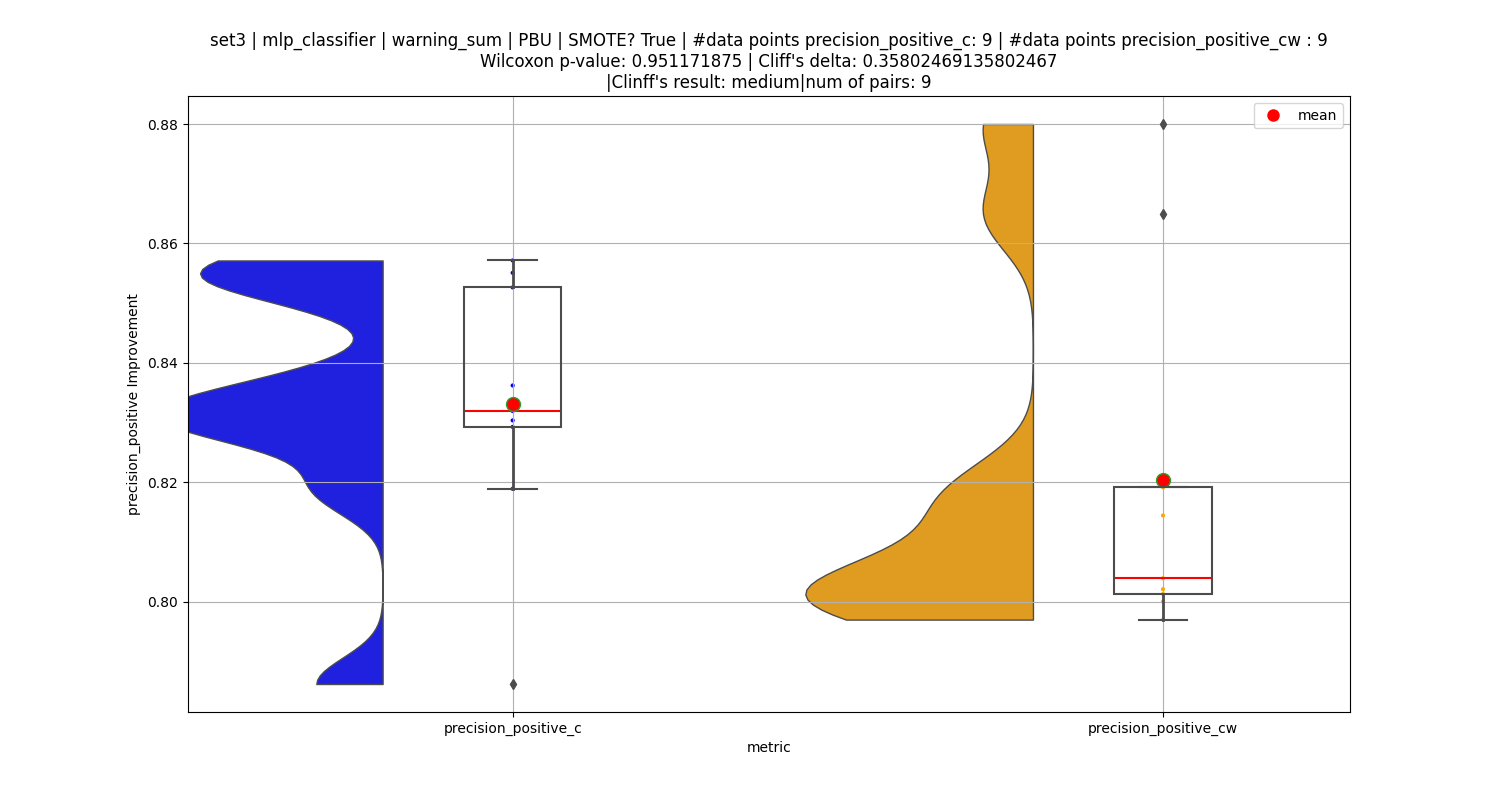 set3 | mlp_classifier | warning_sum | PBU | SMOTE? True | #data points precision_positive_c: 9 | #data points precision_positive_cw : 9
Wilcoxon p-value: 0.951171875 | Cliff's delta: 0.35802469135802467
|Clinff's result: medium|num of pairs: 9
mean
0.88
0.86
0.84
0.82
0.80
precision_positive Improvement
precision_positive_c
precision_positive_cw
metric